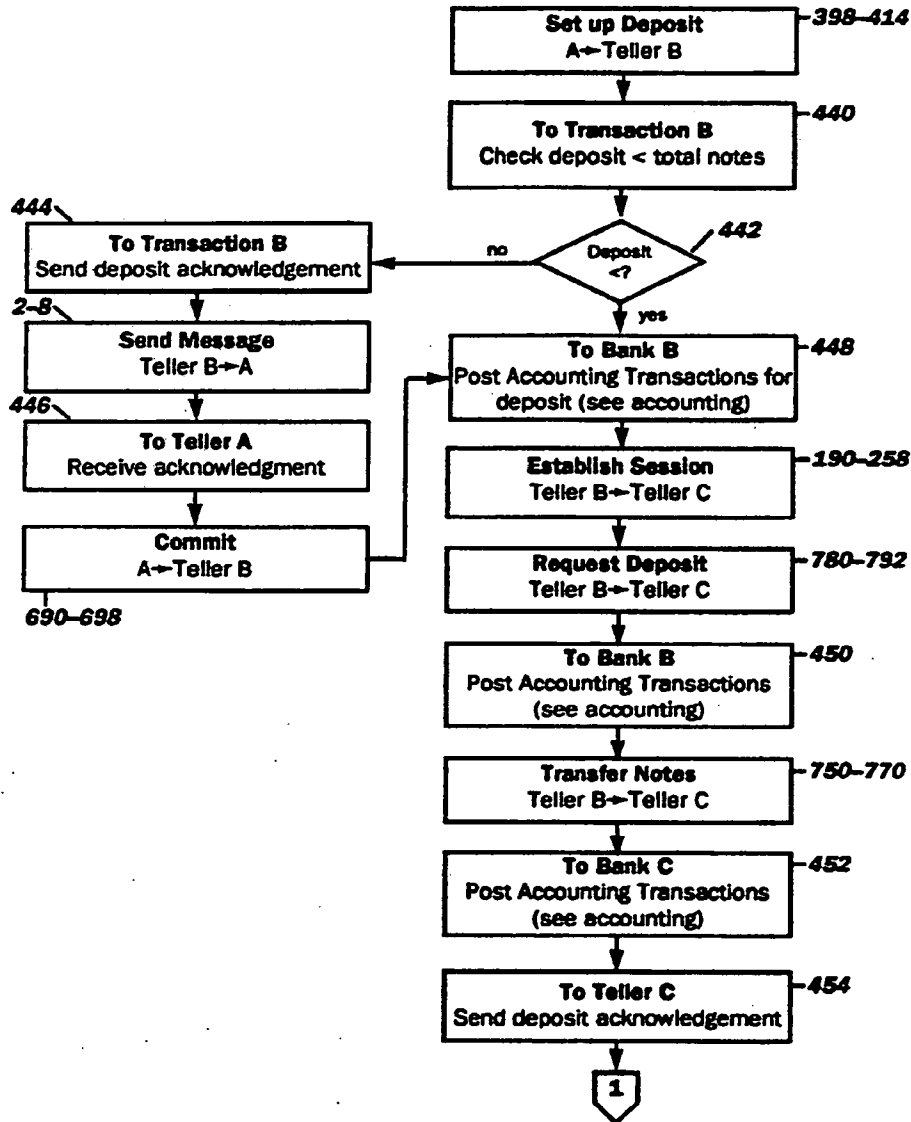 398–414
Set up Deposit
A→Teller B
440
To Transaction B
Check deposit < total notes
442
Deposit
<?
no
yes
444
To Transaction B
Send deposit acknowledgement
2–8
Send Message
Teller B→A
446
To Teller A
Receive acknowledgment
Commit
A→Teller B
690–698
448
To Bank B
Post Accounting Transactions for
deposit (see accounting)
190–258
Establish Session
Teller B→Teller C
780–792
Request Deposit
Teller B→Teller C
450
To Bank B
Post Accounting Transactions
(see accounting)
750–770
Transfer Notes
Teller B→Teller C
452
To Bank C
Post Accounting Transactions
(see accounting)
454
To Teller C
Send deposit acknowledgement
1